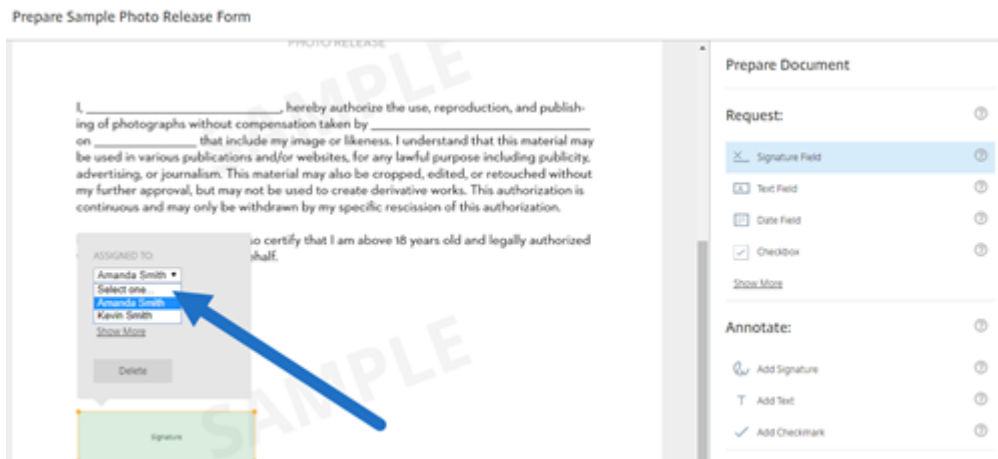 Prepare Sample Photo Release Form
PHOTO RELEASE
Prepare Document
I, ______________________________, hereby authorize the use, reproduction, and publish-
ing of photographs without compensation taken by __________________________________
on ________________ that include my image or likeness. I understand that this material may
be used in various publications and/or websites, for any lawful purpose including publicity,
advertising, or journalism. This material may also be cropped, edited, or retouched without
my further approval, but may not be used to create derivative works. This authorization is
continuous and may only be withdrawn by my specific rescission of this authorization.
so certify that I am above 18 years old and legally authorized
half.
ASSIGNED TO
Amanda Smith
Select one...
Amanda Smith
Kevin Smith
Show More
Delete
Signature
SAMPLE
SAMPLE
Request:
Signature Field
Text Field
Date Field
Checkbox
Show More
Annotate:
Add Signature
Add Text
Add Checkmark